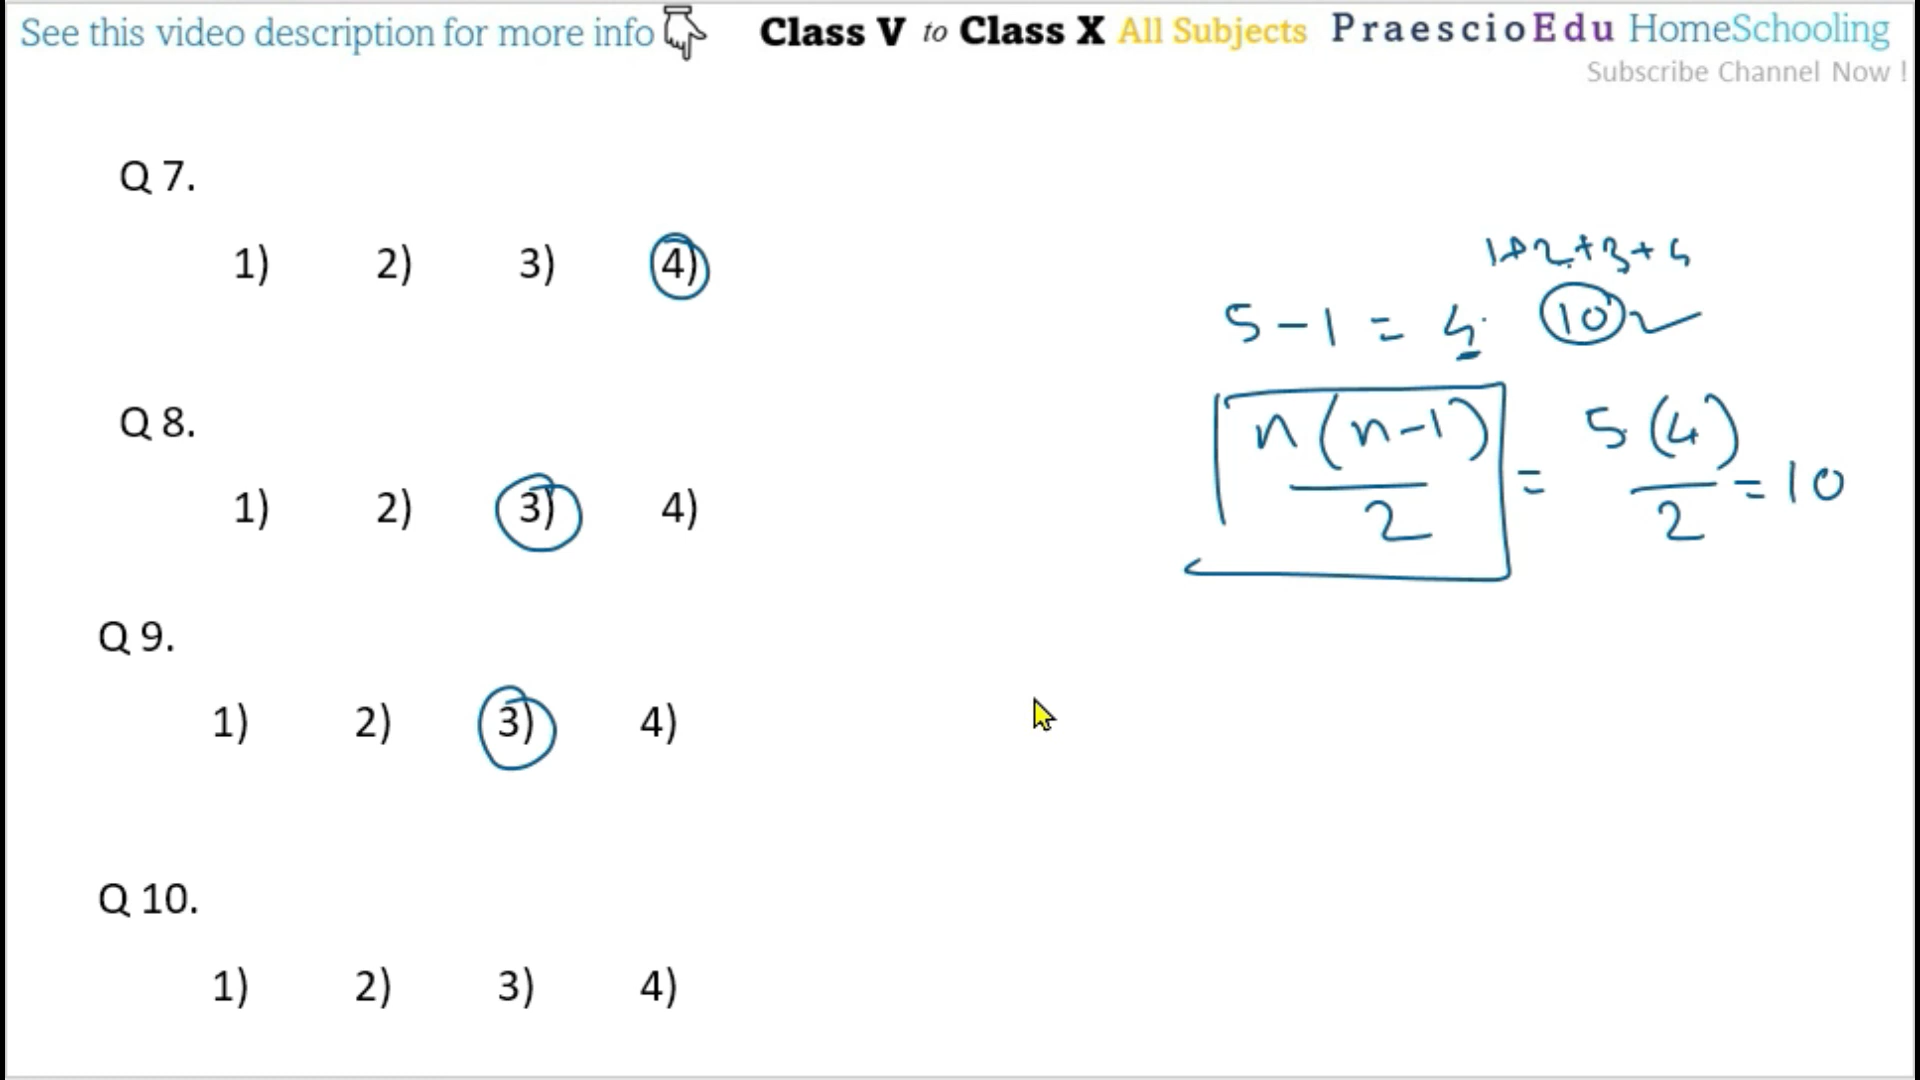 See this video description for more info Class V to Class X All Subjects PraescioEdu HomeSchooling
Subscribe Channel Now !
Q 7.
1) 2) 3) 4)
Q 8.
1) 2) 3) 4)
Q 9.
1) 2) 3) 4)
Q 10.
1) 2) 3) 4)
1+2+3+4
5-1 = 4 10
n(n-1)/2 = 5(4)/2 = 10